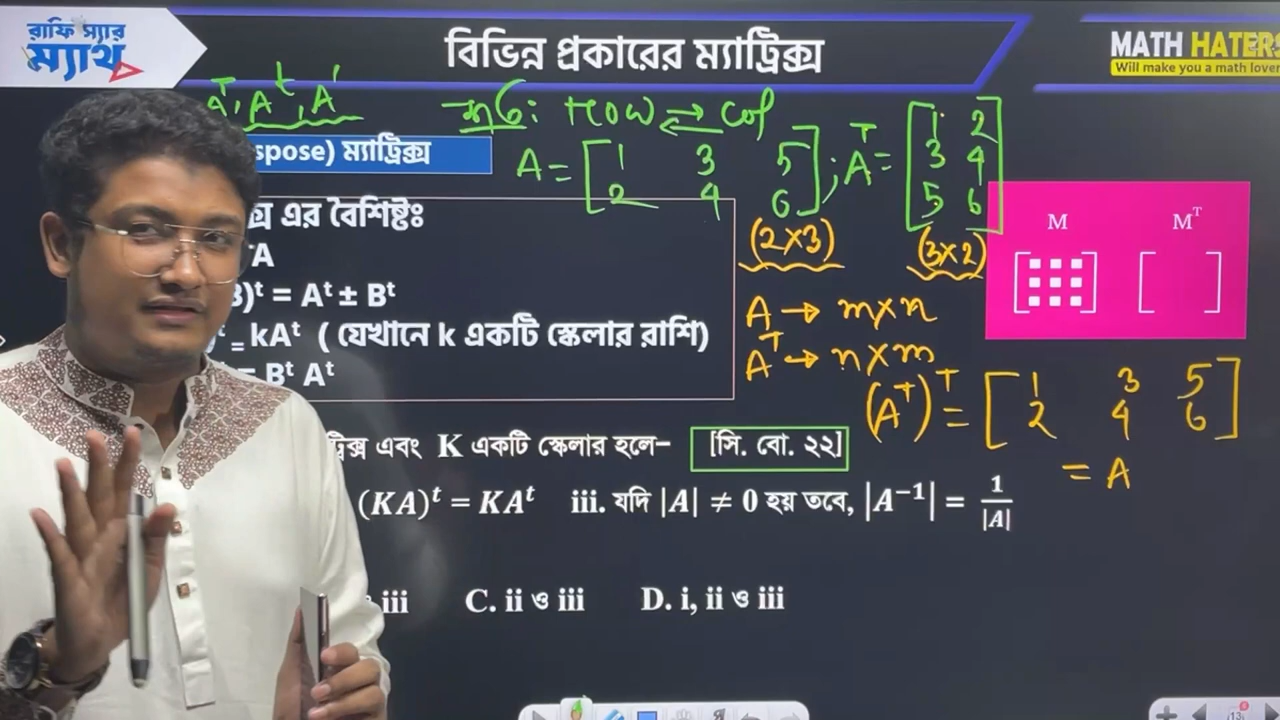 রাফি স্যার
ম্যাথ
বিভিন্ন প্রকারের ম্যাট্রিক্স
MATH HATERS
Will make you a math lover
Aᵀ, Aᵗ, A′
row ⇄ col
spose) ম্যাট্রিক্স
A = [1 3 5; Aᵀ = [1 2
2 4 6] 3 4
5 6]
(2×3) (3×2)
এর বৈশিষ্টঃ
A
B)ᵗ = Aᵗ ± Bᵗ
= kAᵗ ( যেখানে k একটি স্কেলার রাশি)
= Bᵗ Aᵗ
A → m×n
Aᵀ → n×m
M Mᵀ
(Aᵀ)ᵀ = [1 3 5
2 4 6]
= A
ট্রিক্স এবং K একটি স্কেলার হলে– [সি. বো. ২২]
(KA)ᵗ = KAᵗ iii. যদি |A| ≠ 0 হয় তবে, |A⁻¹| = 1/|A|
iii C. ii ও iii D. i, ii ও iii